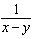 1/(x − y)